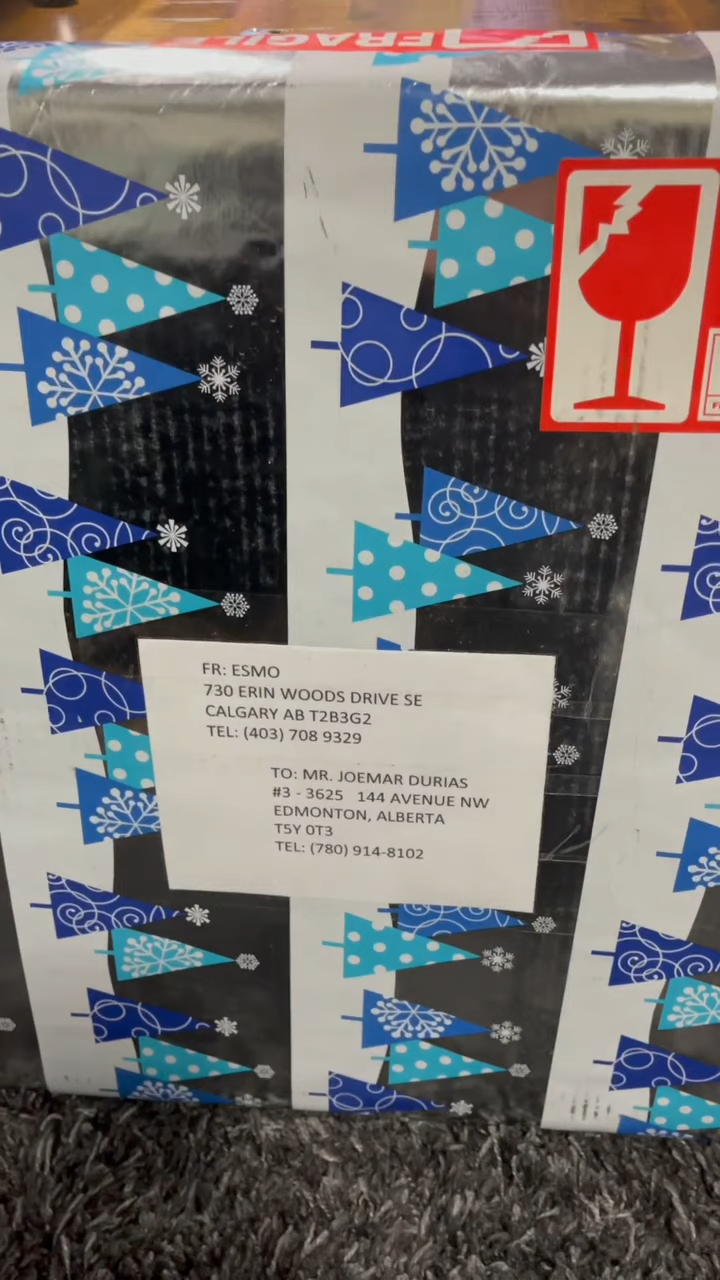 FRAGILE
FR: ESMO
730 ERIN WOODS DRIVE SE
CALGARY AB T2B3G2
TEL: (403) 708 9329
TO: MR. JOEMAR DURIAS
#3 - 3625 144 AVENUE NW
EDMONTON, ALBERTA
T5Y 0T3
TEL: (780) 914-8102